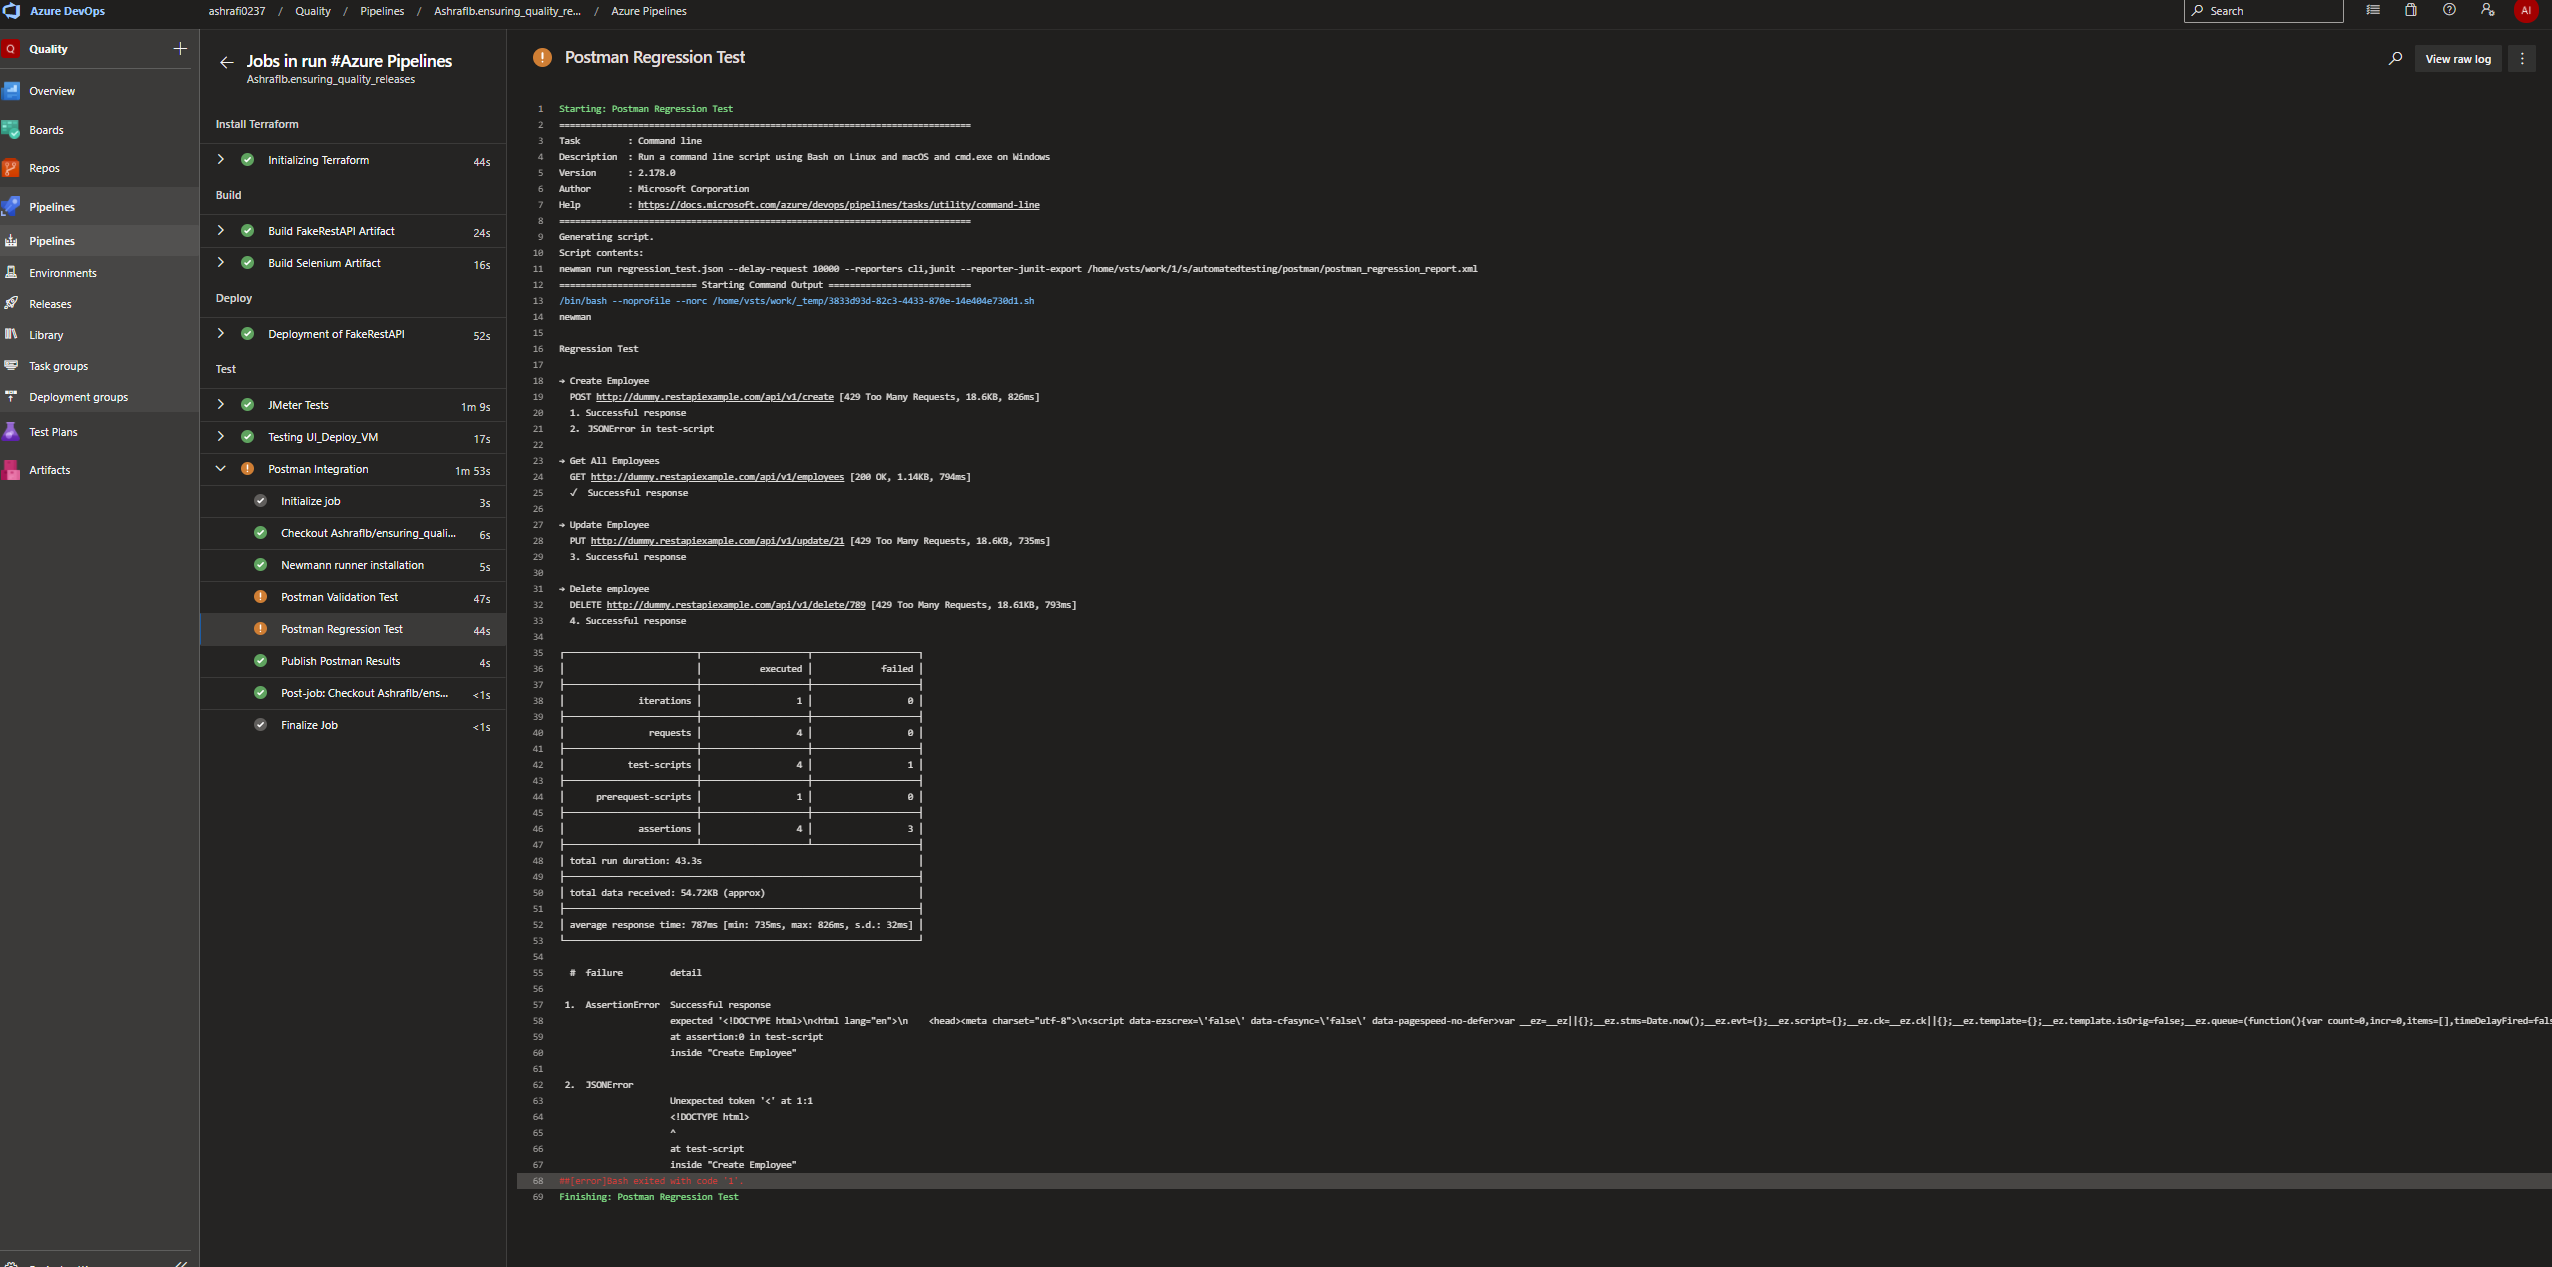 Azure DevOps
ashrafi0237 / Quality / Pipelines / AshrafIb.ensuring_quality_re... / Azure Pipelines
Search
AI
Q Quality
Overview
Boards
Repos
Pipelines
Pipelines
Environments
Releases
Library
Task groups
Deployment groups
Test Plans
Artifacts
Jobs in run #Azure Pipelines
AshrafIb.ensuring_quality_releases
Install Terraform
Initializing Terraform 44s
Build
Build FakeRestAPI Artifact 24s
Build Selenium Artifact 16s
Deploy
Deployment of FakeRestAPI 52s
Test
JMeter Tests 1m 9s
Testing UI_Deploy_VM 17s
Postman Integration 1m 53s
Initialize job 3s
Checkout AshrafIb/ensuring_quali... 6s
Newmann runner installation 5s
Postman Validation Test 47s
Postman Regression Test 44s
Publish Postman Results 4s
Post-job: Checkout AshrafIb/ens... <1s
Finalize Job <1s
Postman Regression Test
View raw log
1 Starting: Postman Regression Test
2 ==============================================================================
3 Task : Command line
4 Description : Run a command line script using Bash on Linux and macOS and cmd.exe on Windows
5 Version : 2.178.0
6 Author : Microsoft Corporation
7 Help : https://docs.microsoft.com/azure/devops/pipelines/tasks/utility/command-line
8 ==============================================================================
9 Generating script.
10 Script contents:
11 newman run regression_test.json --delay-request 10000 --reporters cli,junit --reporter-junit-export /home/vsts/work/1/s/automatedtesting/postman/postman_regression_report.xml
12 ========================== Starting Command Output ===========================
13 /bin/bash --noprofile --norc /home/vsts/work/_temp/3833d93d-82c3-4433-870e-14e404e730d1.sh
14 newman
15
16 Regression Test
17
18 → Create Employee
19 POST http://dummy.restapiexample.com/api/v1/create [429 Too Many Requests, 18.6KB, 826ms]
20 1. Successful response
21 2. JSONError in test-script
22
23 → Get All Employees
24 GET http://dummy.restapiexample.com/api/v1/employees [200 OK, 1.14KB, 794ms]
25 √ Successful response
26
27 → Update Employee
28 PUT http://dummy.restapiexample.com/api/v1/update/21 [429 Too Many Requests, 18.6KB, 735ms]
29 3. Successful response
30
31 → Delete employee
32 DELETE http://dummy.restapiexample.com/api/v1/delete/789 [429 Too Many Requests, 18.61KB, 793ms]
33 4. Successful response
34
35
36 executed failed
37
38 iterations 1 0
39
40 requests 4 0
41
42 test-scripts 4 1
43
44 prerequest-scripts 1 0
45
46 assertions 4 3
47
48 total run duration: 43.3s
49
50 total data received: 54.72KB (approx)
51
52 average response time: 787ms [min: 735ms, max: 826ms, s.d.: 32ms]
53
54
55 # failure detail
56
57 1. AssertionError Successful response
58 expected '<!DOCTYPE html>\n<html lang="en">\n <head><meta charset="utf-8">\n<script data-ezscrex=\'false\' data-cfasync=\'false\' data-pagespeed-no-defer>var __ez=__ez||{};__ez.stms=Date.now();__ez.evt={};__ez.script={};__ez.ck=__ez.ck||{};__ez.template={};__ez.template.isOrig=false;__ez.queue=(function(){var count=0,incr=0,items=[],timeDelayFired=fals
59 at assertion:0 in test-script
60 inside "Create Employee"
61
62 2. JSONError
63 Unexpected token '<' at 1:1
64 <!DOCTYPE html>
65 ^
66 at test-script
67 inside "Create Employee"
68 ##[error]Bash exited with code '1'.
69 Finishing: Postman Regression Test